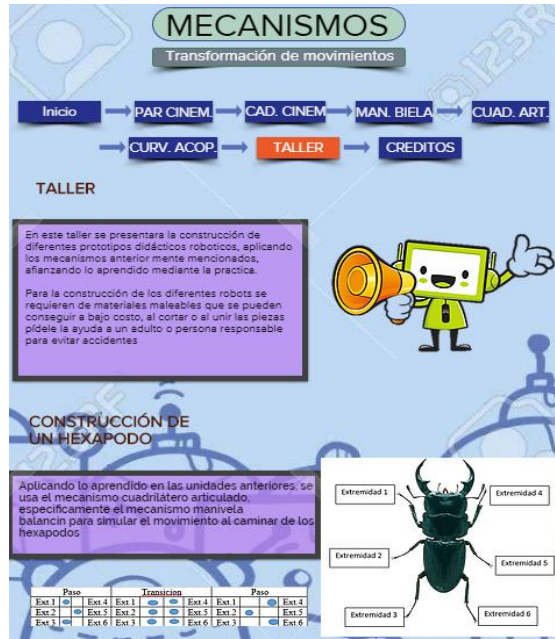 MECANISMOS
Transformación de movimientos
Inicio
PAR CINEM.
CAD. CINEM
MAN. BIELA
CUAD. ART.
CURV. ACOP.
TALLER
CREDITOS
TALLER
En este taller se presentara la construcción de
diferentes prototipos didácticos roboticos, aplicando
los mecanismos anterior mente mencionados,
afianzando lo aprendido mediante la practica.
Para la construcción de los diferentes robots se
requieren de materiales maleables que se pueden
conseguir a bajo costo, al cortar o al unir las piezas
pídele la ayuda a un adulto o persona responsable
para evitar accidentes
CONSTRUCCIÓN DE
UN HEXAPODO
Aplicando lo aprendido en las unidades anteriores, se
usa el mecanismo cuadrilátero articulado,
específicamente el mecanismo manivela
balancin para simular el movimiento al caminar de los
hexapodos
Extremidad 1
Extremidad 4
Extremidad 2
Extremidad 5
Extremidad 3
Extremidad 6
Paso Transicion Paso
Ext.1 Ext.4 Ext.1 Ext.4 Ext.1 Ext.4
Ext.2 Ext.5 Ext.2 Ext.5 Ext.2 Ext.5
Ext.3 Ext.6 Ext.3 Ext.6 Ext.3 Ext.6